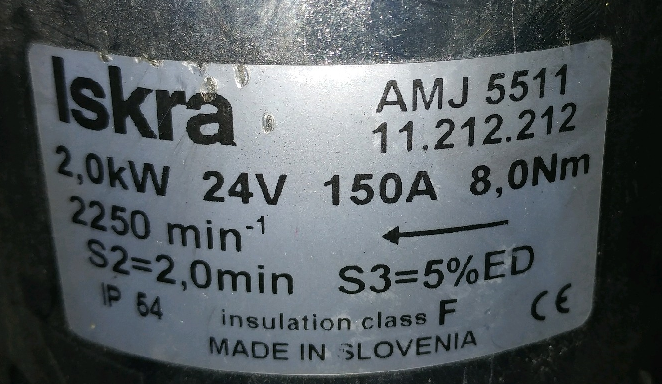 Iskra
AMJ 5511
11.212.212
2,0kW 24V 150A 8,0Nm
2250 min⁻¹
S2=2,0min S3=5%ED
IP 54
insulation class F
CE
MADE IN SLOVENIA